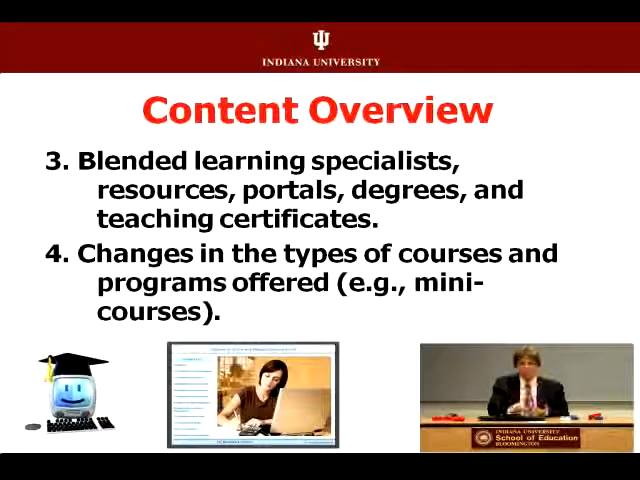 INDIANA UNIVERSITY
Content Overview
3. Blended learning specialists,
resources, portals, degrees, and
teaching certificates.
4. Changes in the types of courses and
programs offered (e.g., mini-
courses).
INDIANA UNIVERSITY
School of Education
BLOOMINGTON